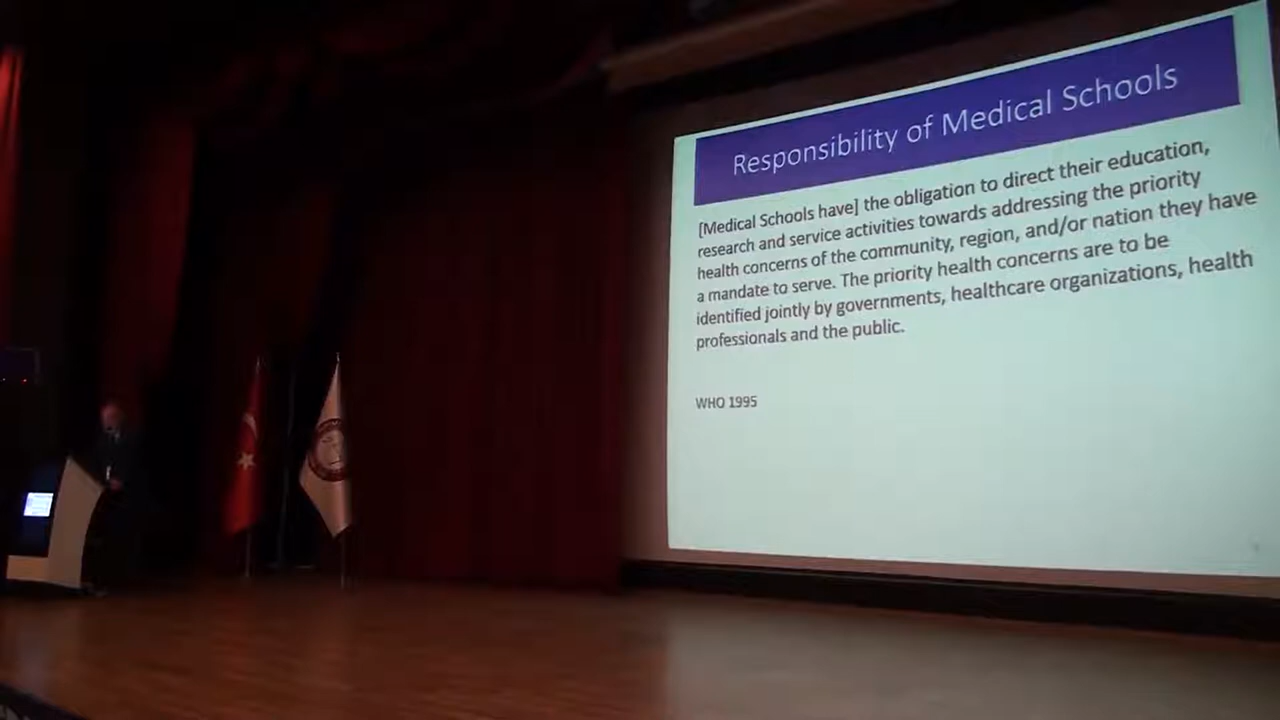 Responsibility of Medical Schools
[Medical Schools have] the obligation to direct their education,
research and service activities towards addressing the priority
health concerns of the community, region, and/or nation they have
a mandate to serve. The priority health concerns are to be
identified jointly by governments, healthcare organizations, health
professionals and the public.
WHO 1995